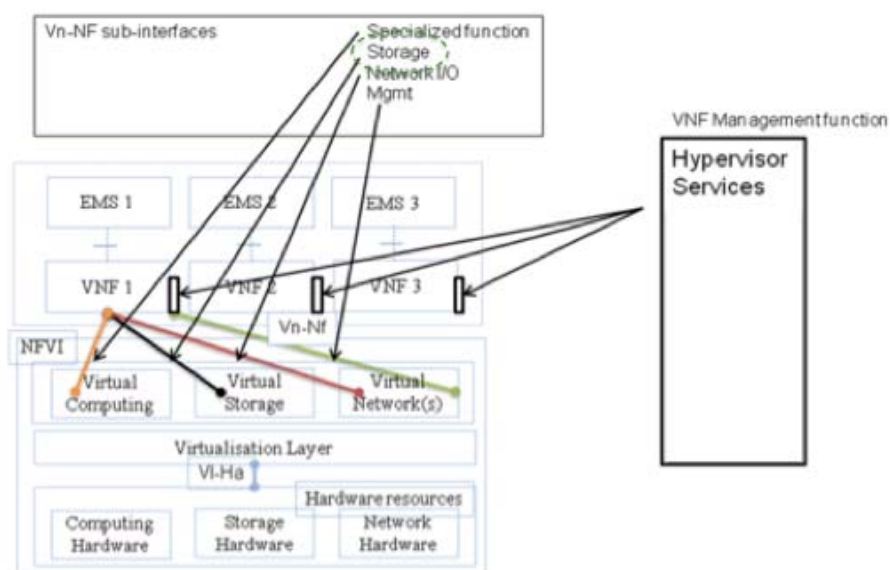 Vn-NF sub-interfaces
Specialized function
Storage
Network I/O
Mgmt
VNF Management function
Hypervisor
Services
EMS 1
EMS 2
EMS 3
VNF 1
VNF 2
VNF 3
Vn-Nf
NFVI
Virtual
Computing
Virtual
Storage
Virtual
Network(s)
Virtualisation Layer
VI-Ha
Hardware resources
Computing
Hardware
Storage
Hardware
Network
Hardware